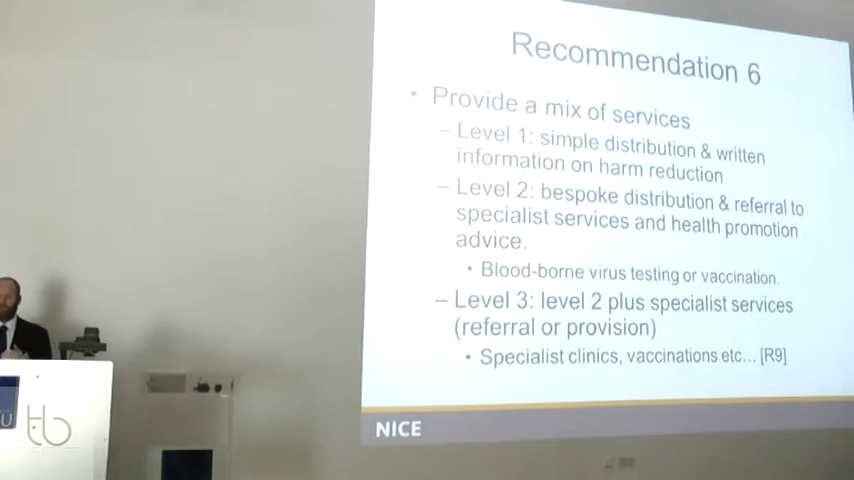 Recommendation 6
• Provide a mix of services
– Level 1: simple distribution & written
information on harm reduction
– Level 2: bespoke distribution & referral to
specialist services and health promotion
advice.
• Blood-borne virus testing or vaccination.
– Level 3: level 2 plus specialist services
(referral or provision)
• Specialist clinics, vaccinations etc... [R9]
NICE
U
tb